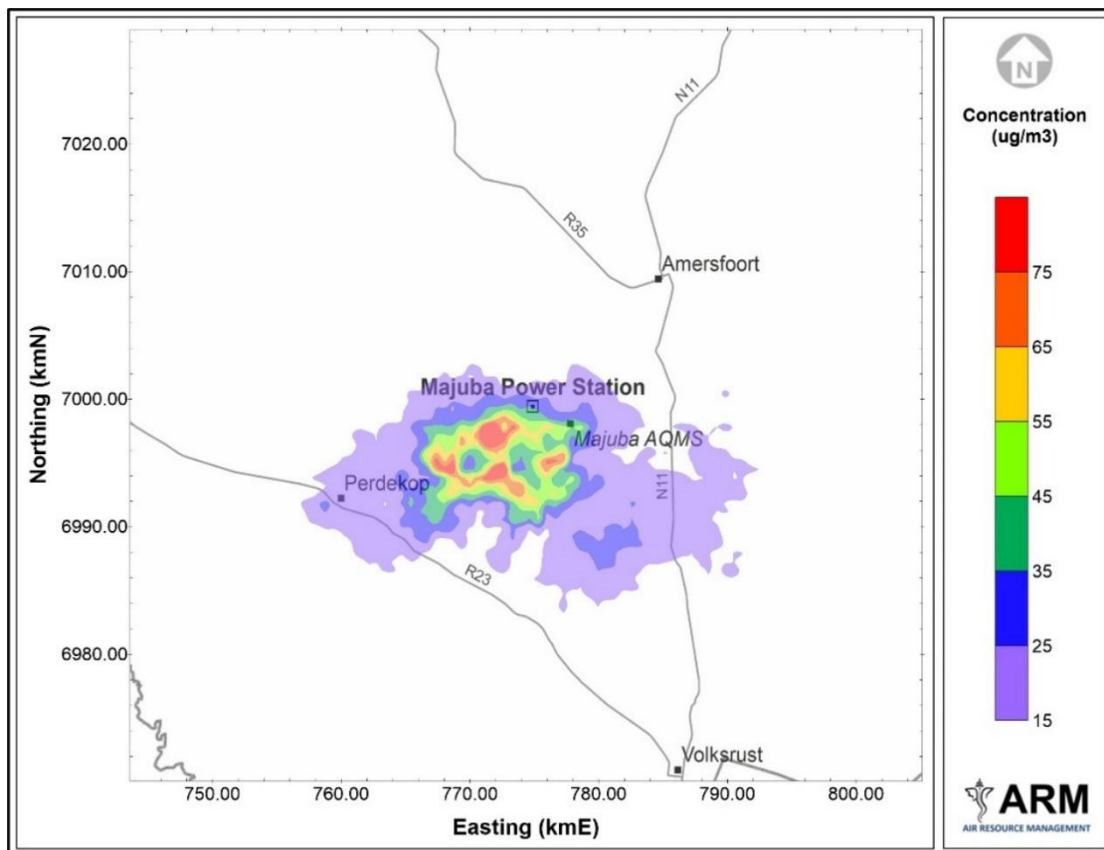 7020.00
7010.00
7000.00
6990.00
6980.00
Northing (kmN)
750.00
760.00
770.00
780.00
790.00
800.00
Easting (kmE)
N11
R35
Amersfoort
Majuba Power Station
Majuba AQMS
Perdekop
N11
R23
Volksrust
N
Concentration
(ug/m3)
75
65
55
45
35
25
15
ARM
AIR RESOURCE MANAGEMENT